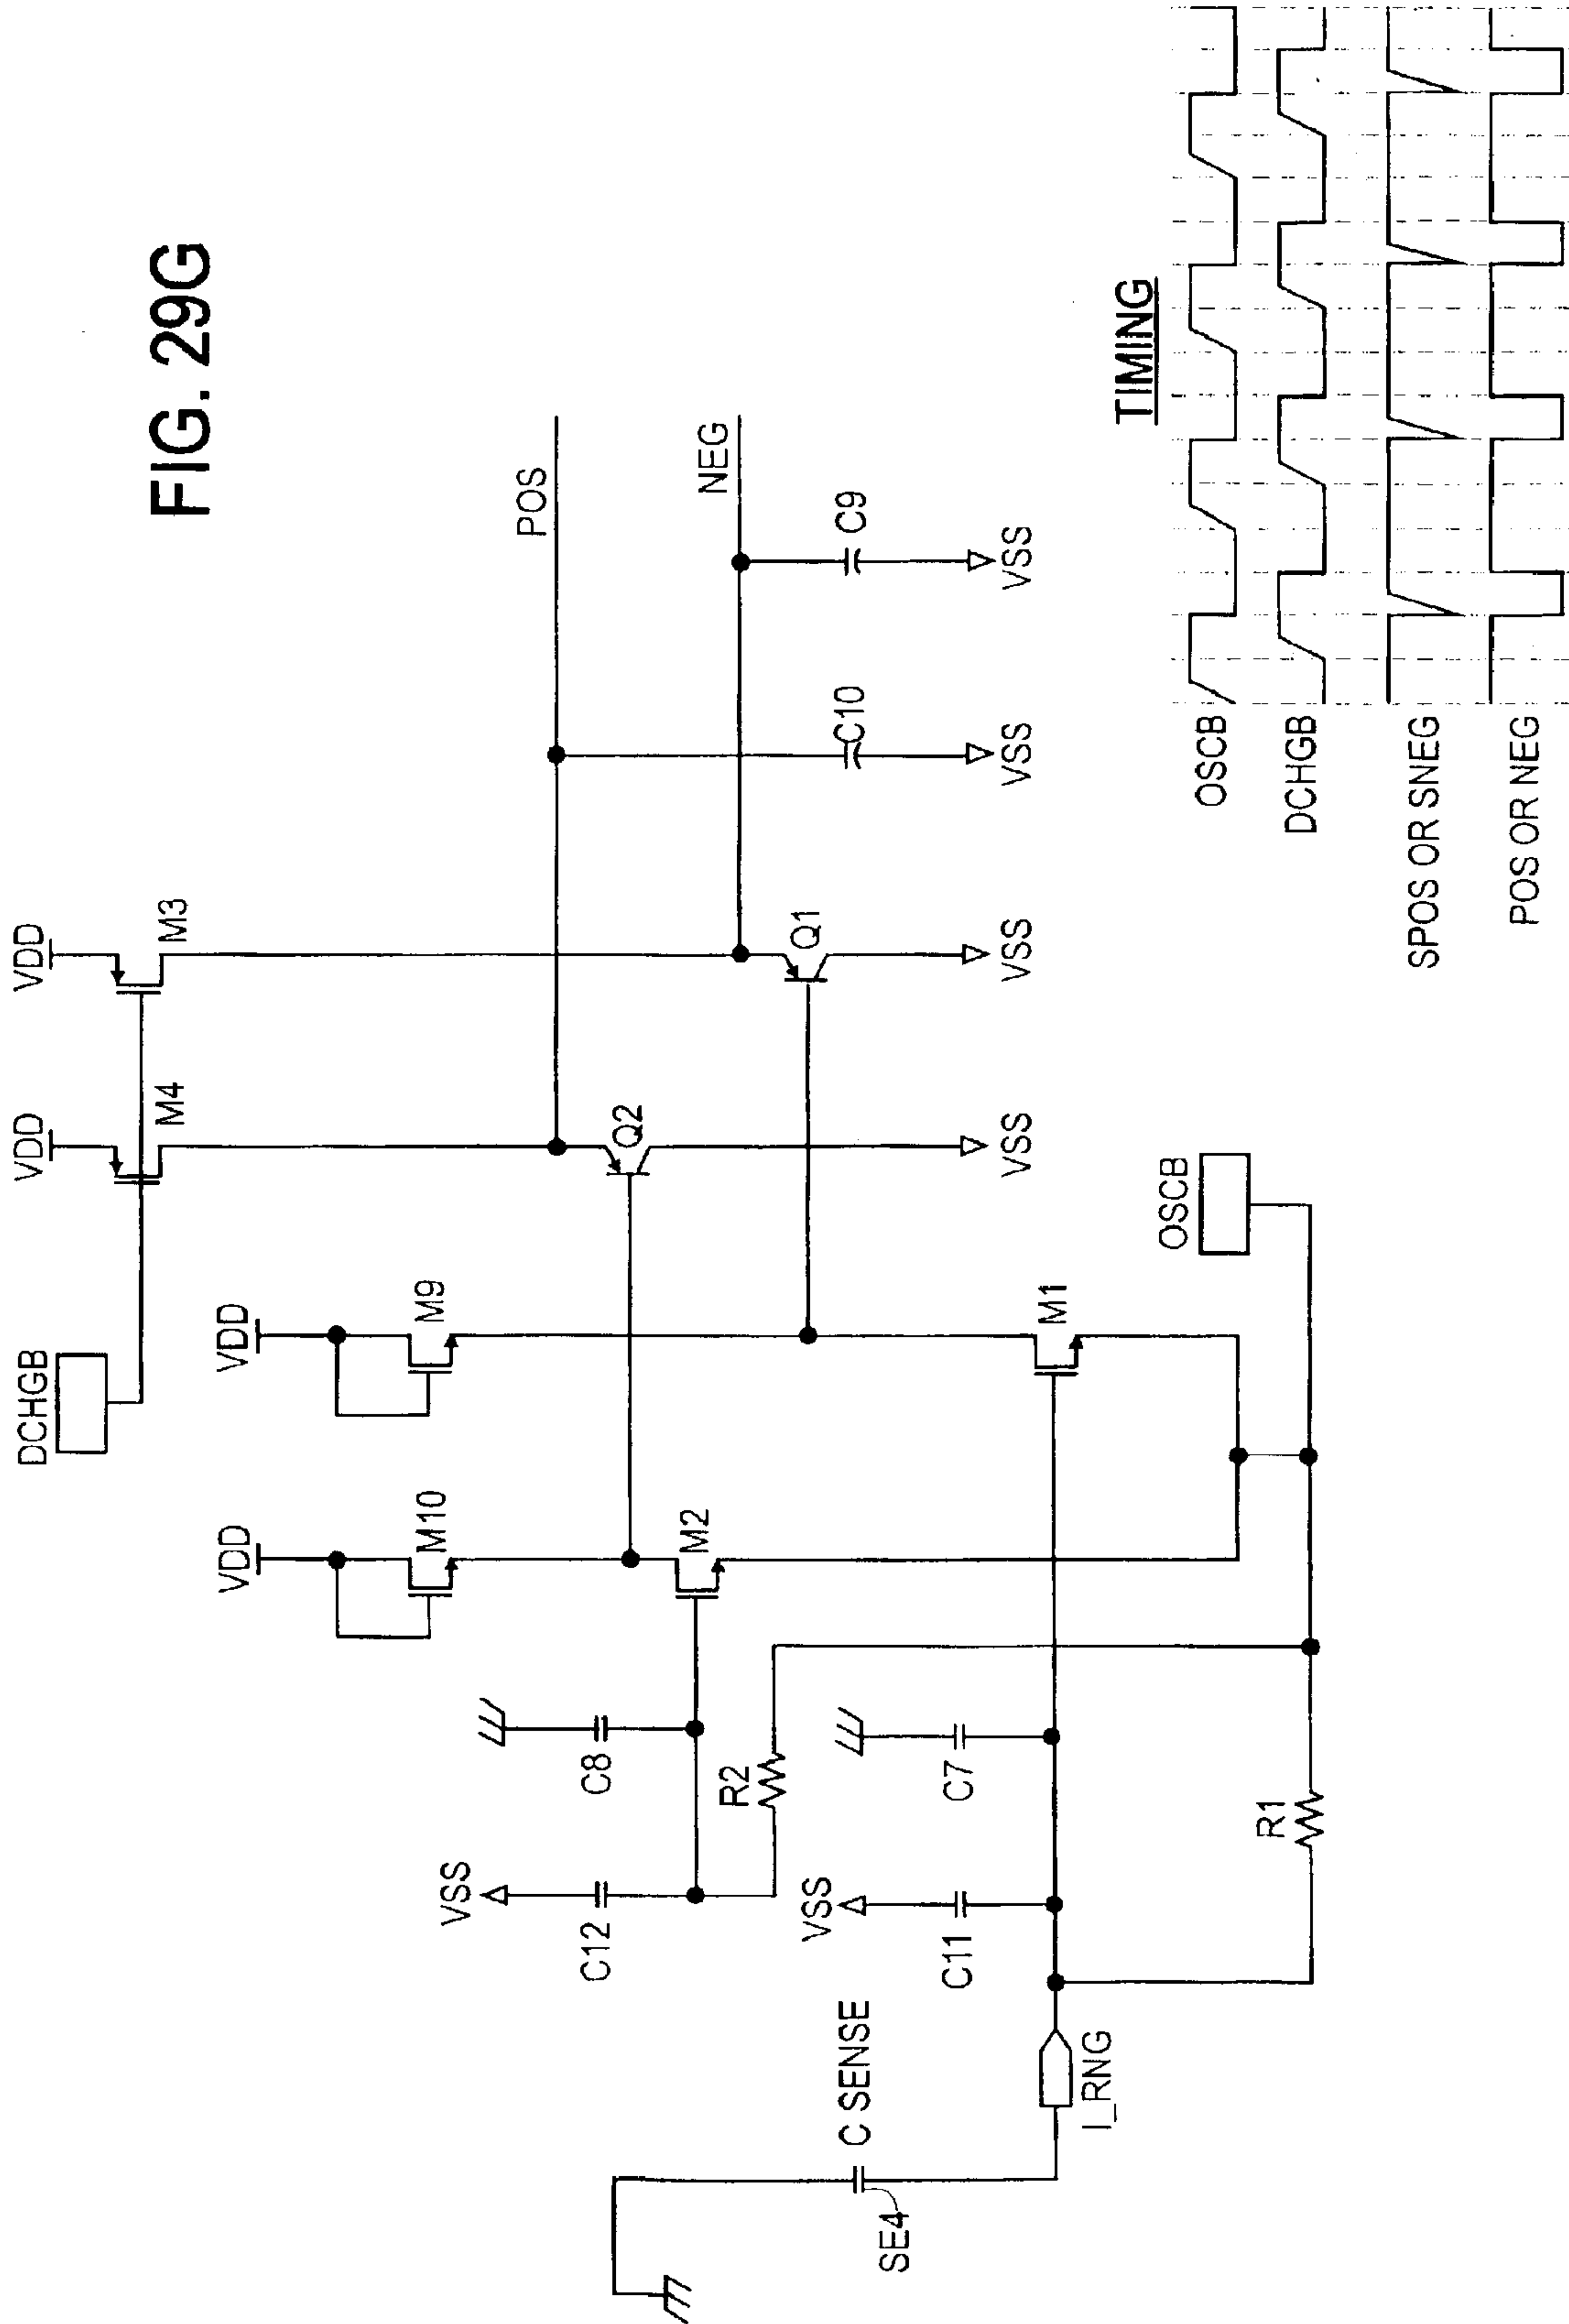 FIG. 29G
DCHGB
VDD
VDD
M4
M3
VDD
VDD
M10
M9
POS
NEG
Q2
Q1
C10
C9
VSS
VSS
VSS
VSS
VSS
C12
C8
M2
R2
VSS
C11
C7
M1
OSCB
C SENSE
SE4
I_RNG
R1
TIMING
OSCB
DCHGB
SPOS OR SNEG
POS OR NEG